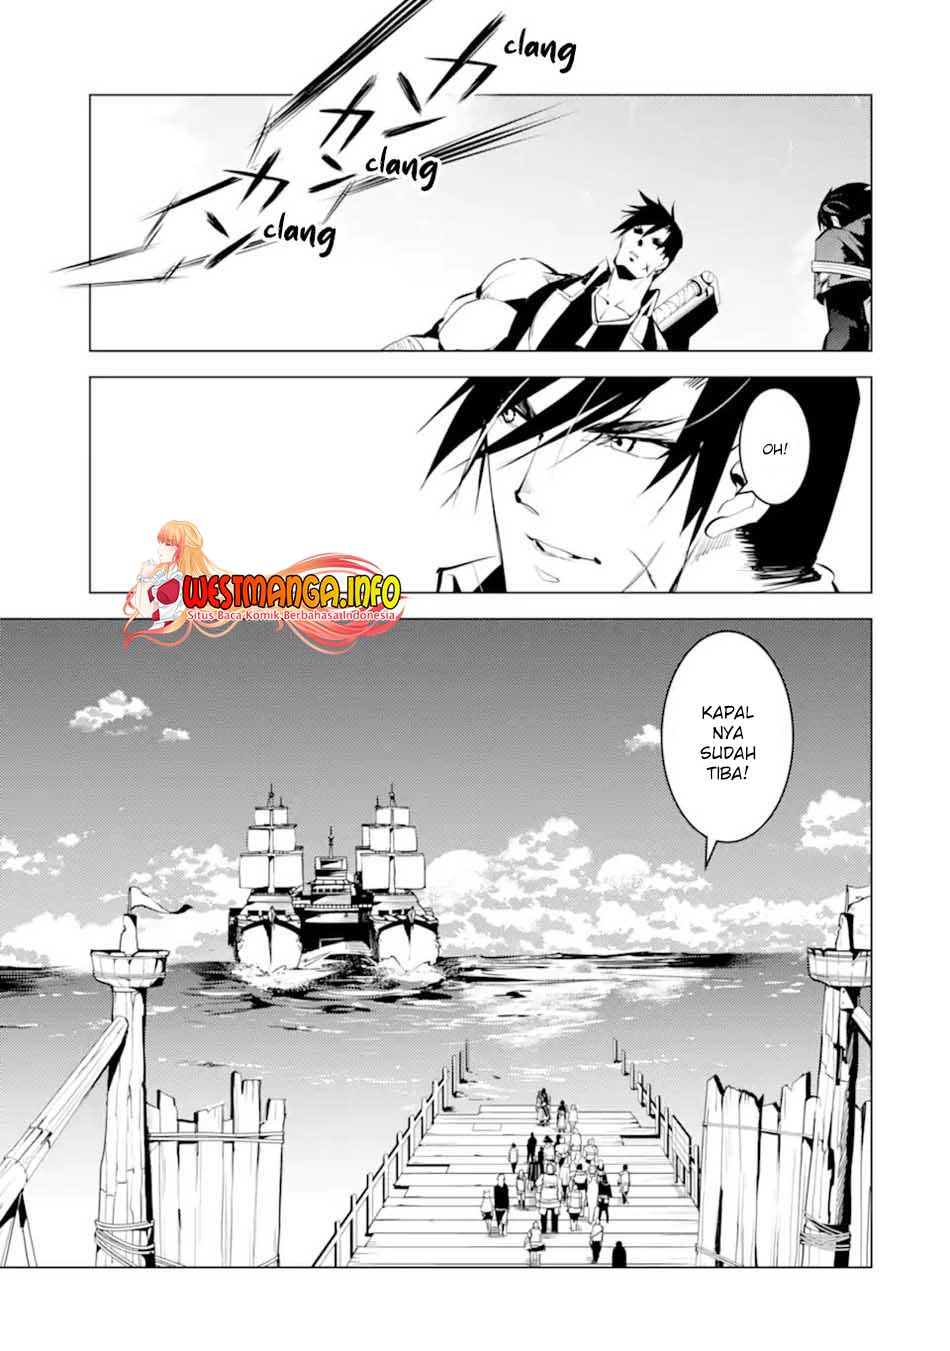 clang
カン
clang
カン
clang
カン
OH!
WESTMANGA.INFO
Situs Baca Komik Berbahasa Indonesia
KAPAL
NYA
SUDAH
TIBA!